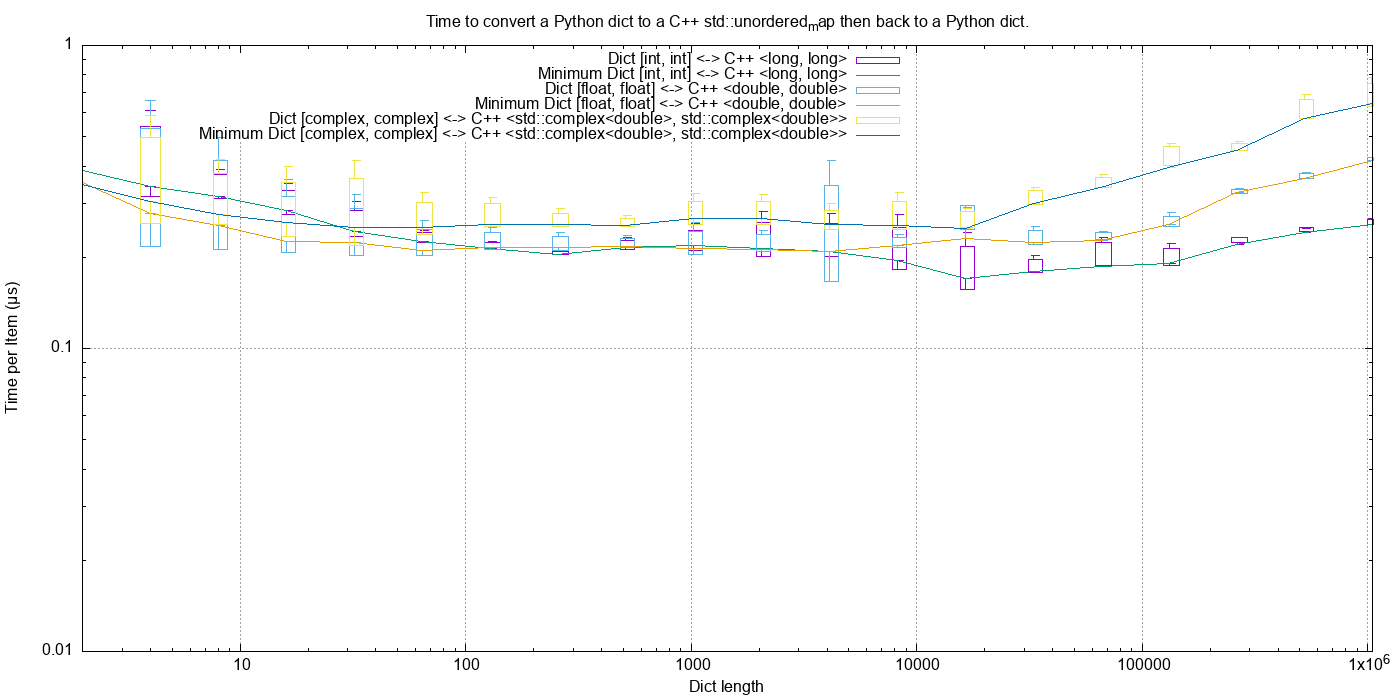 Time to convert a Python dict to a C++ std::unorderedₘap then back to a Python dict.
1
Dict [int, int] <-> C++ <long, long>
Minimum Dict [int, int] <-> C++ <long, long>
Dict [float, float] <-> C++ <double, double>
Minimum Dict [float, float] <-> C++ <double, double>
Dict [complex, complex] <-> C++ <std::complex<double>, std::complex<double>>
Minimum Dict [complex, complex] <-> C++ <std::complex<double>, std::complex<double>>
Time per Item (µs)
0.1
0.01
10 100 1000 10000 100000 1x10⁶
Dict length